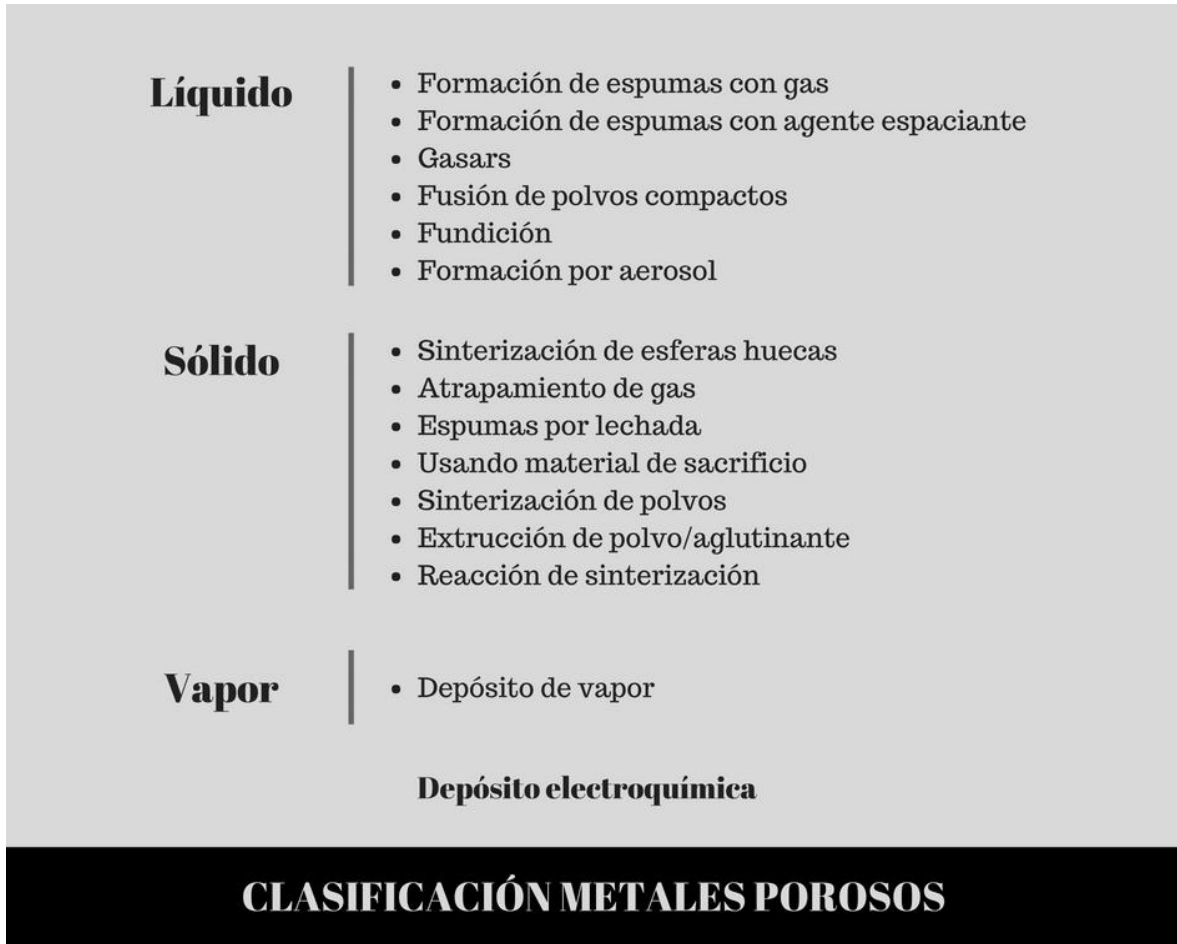 Líquido
• Formación de espumas con gas
• Formación de espumas con agente espaciante
• Gasars
• Fusión de polvos compactos
• Fundición
• Formación por aerosol
Sólido
• Sinterización de esferas huecas
• Atrapamiento de gas
• Espumas por lechada
• Usando material de sacrificio
• Sinterización de polvos
• Extrucción de polvo/aglutinante
• Reacción de sinterización
Vapor
• Depósito de vapor
Depósito electroquímica
CLASIFICACIÓN METALES POROSOS